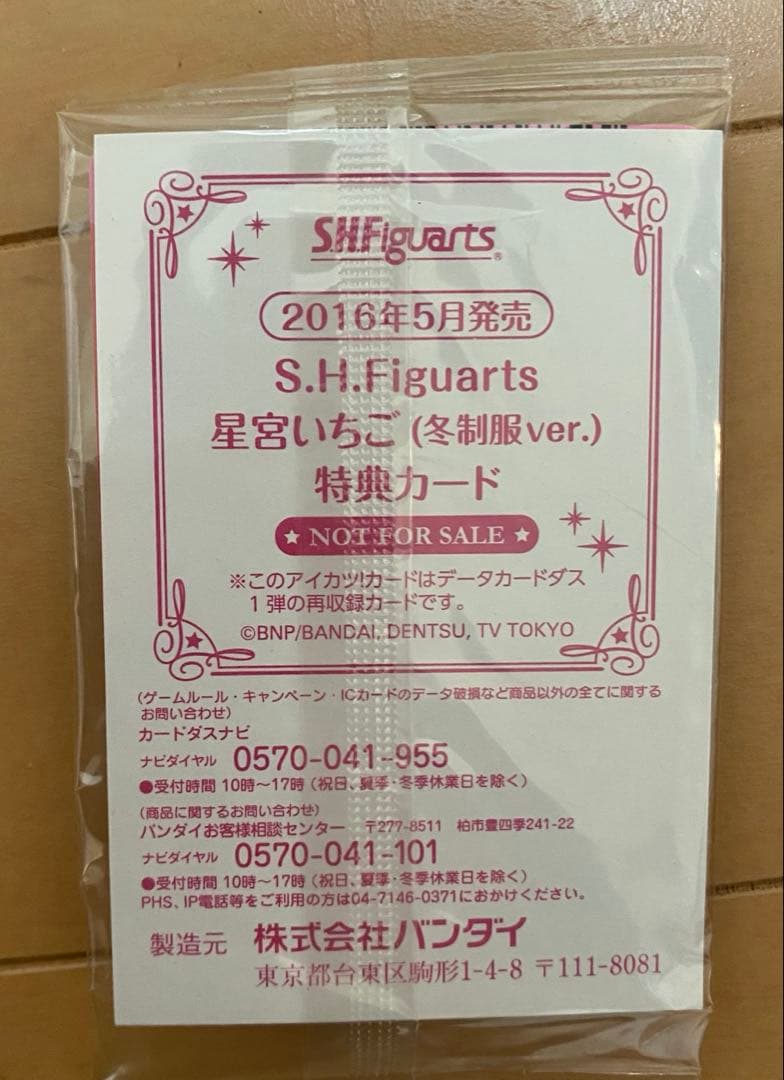 S.H.Figuarts®
2016年5月発売
S.H.Figuarts
星宮いちご (冬制服ver.)
特典カード
★ NOT FOR SALE ★
※このアイカツ!カードはデータカードダス
1弾の再収録カードです。
©BNP/BANDAI, DENTSU, TV TOKYO
(ゲームルール・キャンペーン・ICカードのデータ破損など商品以外の全てに関する
お問い合わせ)
カードダスナビ
ナビダイヤル 0570-041-955
●受付時間 10時〜17時 (祝日、夏季・冬季休業日を除く)
(商品に関するお問い合わせ)
バンダイお客様相談センター 〒277-8511 柏市豊四季241-22
ナビダイヤル 0570-041-101
●受付時間 10時〜17時 (祝日、夏季・冬季休業日を除く)
PHS、IP電話等をご利用の方は04-7146-0371におかけください。
製造元 株式会社バンダイ
東京都台東区駒形1-4-8 〒111-8081